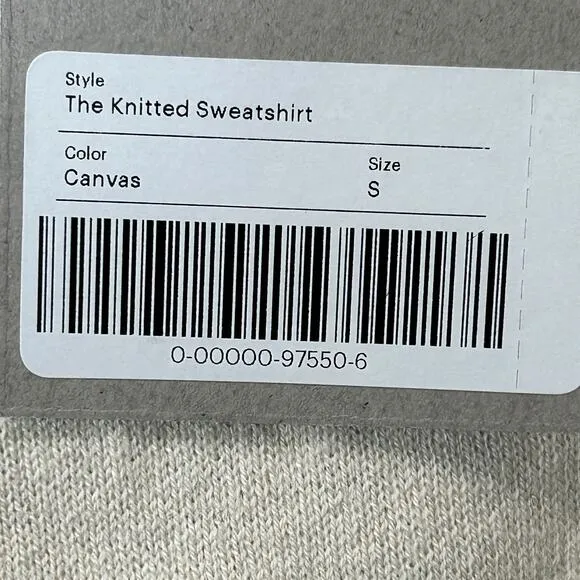 Style
The Knitted Sweatshirt
Color
Size
Canvas
S
0-00000-97550-6